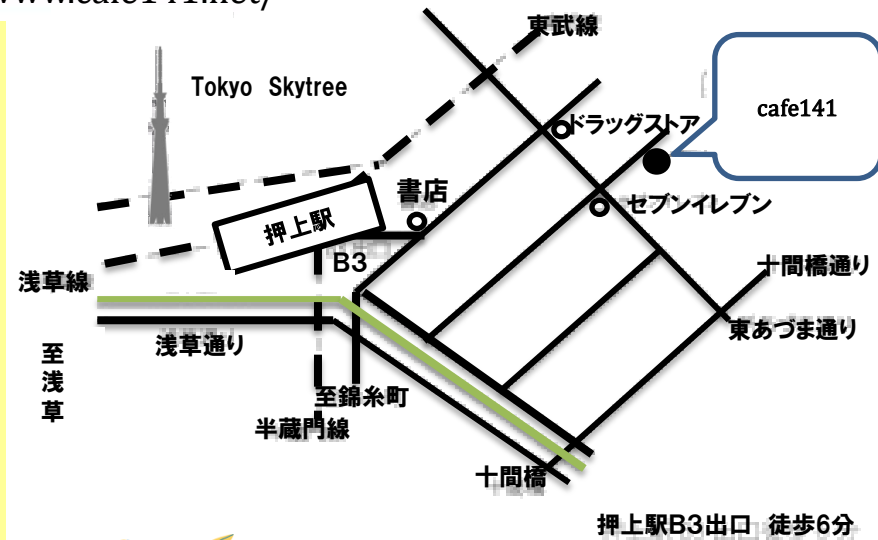 www.cafe141.net/
東武線
Tokyo Skytree
cafe141
ドラッグストア
書店
セブンイレブン
押上駅
B3
十間橋通り
浅草線
東あづま通り
浅草通り
至浅草
至錦糸町
半蔵門線
十間橋
押上駅B3出口 徒歩6分